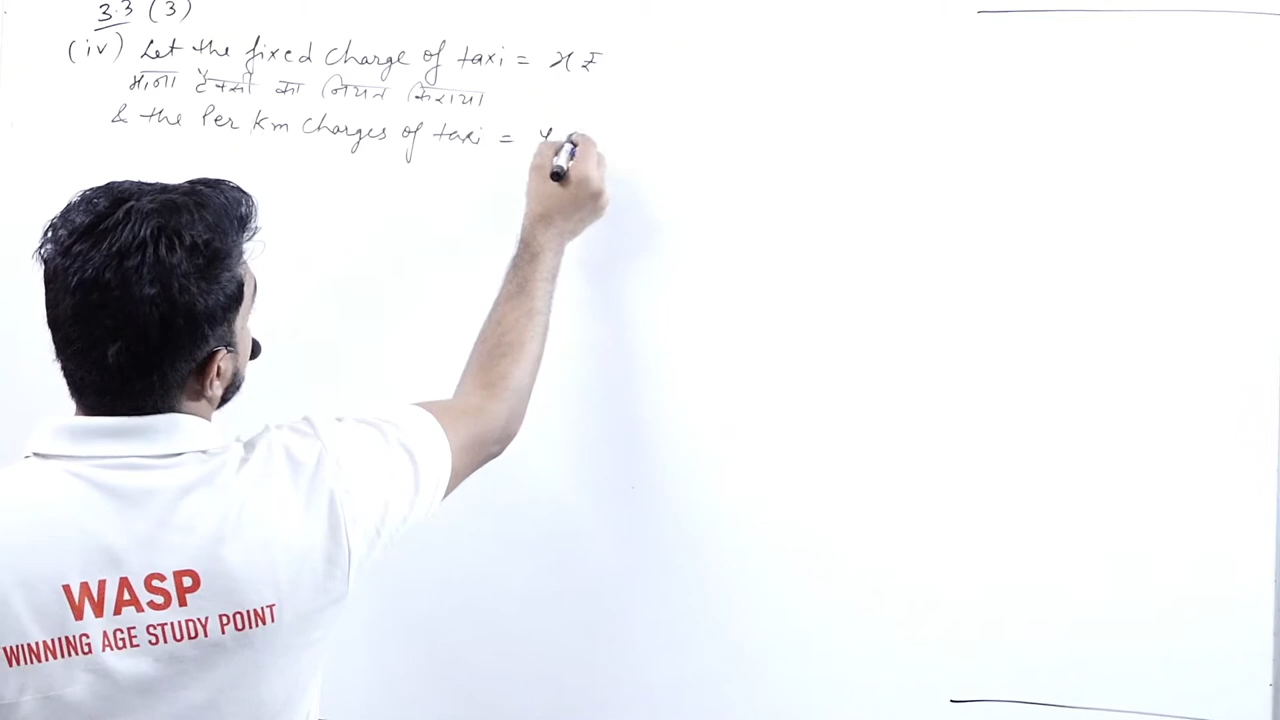 3.3 (3)
(iv) Let the fixed charge of taxi = x ₹
माना टैक्सी का नियत किराया
& the Per Km Charges of taxi = y
WASP
WINNING AGE STUDY POINT